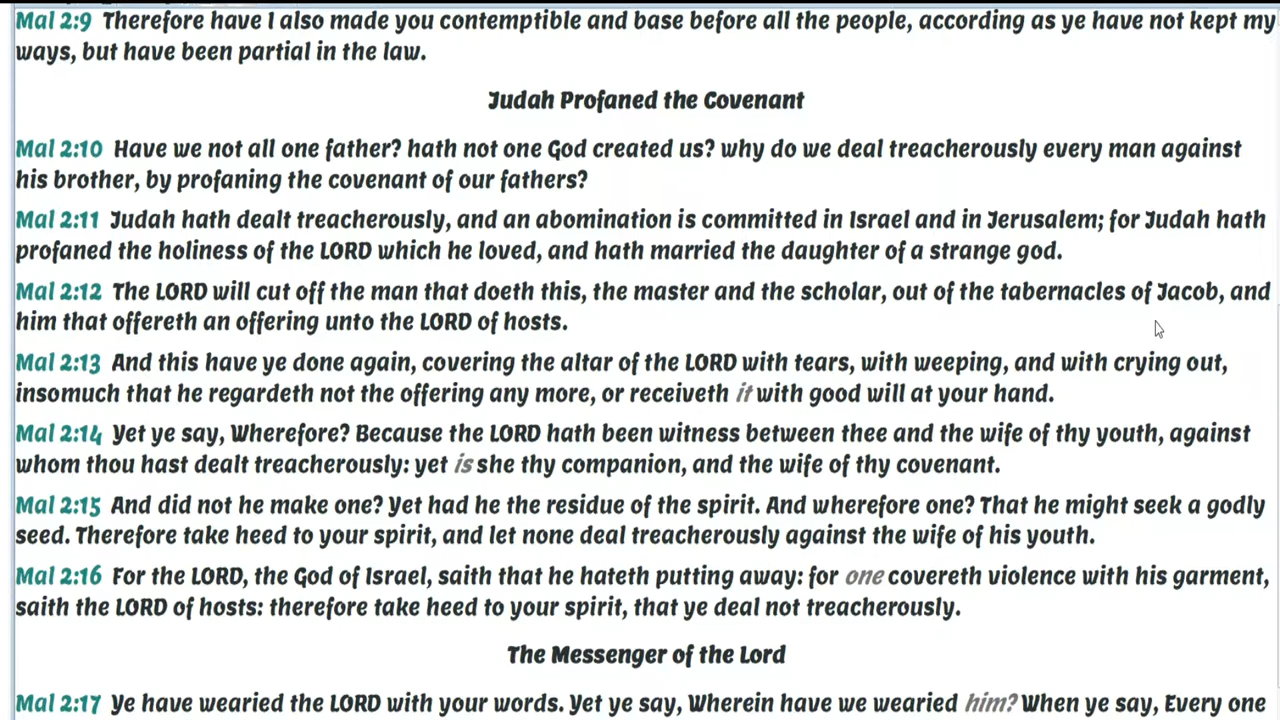 Mal 2:9 Therefore have I also made you contemptible and base before all the people, according as ye have not kept my
ways, but have been partial in the law.
Judah Profaned the Covenant
Mal 2:10 Have we not all one father? hath not one God created us? why do we deal treacherously every man against
his brother, by profaning the covenant of our fathers?
Mal 2:11 Judah hath dealt treacherously, and an abomination is committed in Israel and in Jerusalem; for Judah hath
profaned the holiness of the LORD which he loved, and hath married the daughter of a strange god.
Mal 2:12 The LORD will cut off the man that doeth this, the master and the scholar, out of the tabernacles of Jacob, and
him that offereth an offering unto the LORD of hosts.
Mal 2:13 And this have ye done again, covering the altar of the LORD with tears, with weeping, and with crying out,
insomuch that he regardeth not the offering any more, or receiveth it with good will at your hand.
Mal 2:14 Yet ye say, Wherefore? Because the LORD hath been witness between thee and the wife of thy youth, against
whom thou hast dealt treacherously: yet is she thy companion, and the wife of thy covenant.
Mal 2:15 And did not he make one? Yet had he the residue of the spirit. And wherefore one? That he might seek a godly
seed. Therefore take heed to your spirit, and let none deal treacherously against the wife of his youth.
Mal 2:16 For the LORD, the God of Israel, saith that he hateth putting away: for one covereth violence with his garment,
saith the LORD of hosts: therefore take heed to your spirit, that ye deal not treacherously.
The Messenger of the Lord
Mal 2:17 Ye have wearied the LORD with your words. Yet ye say, Wherein have we wearied him? When ye say, Every one